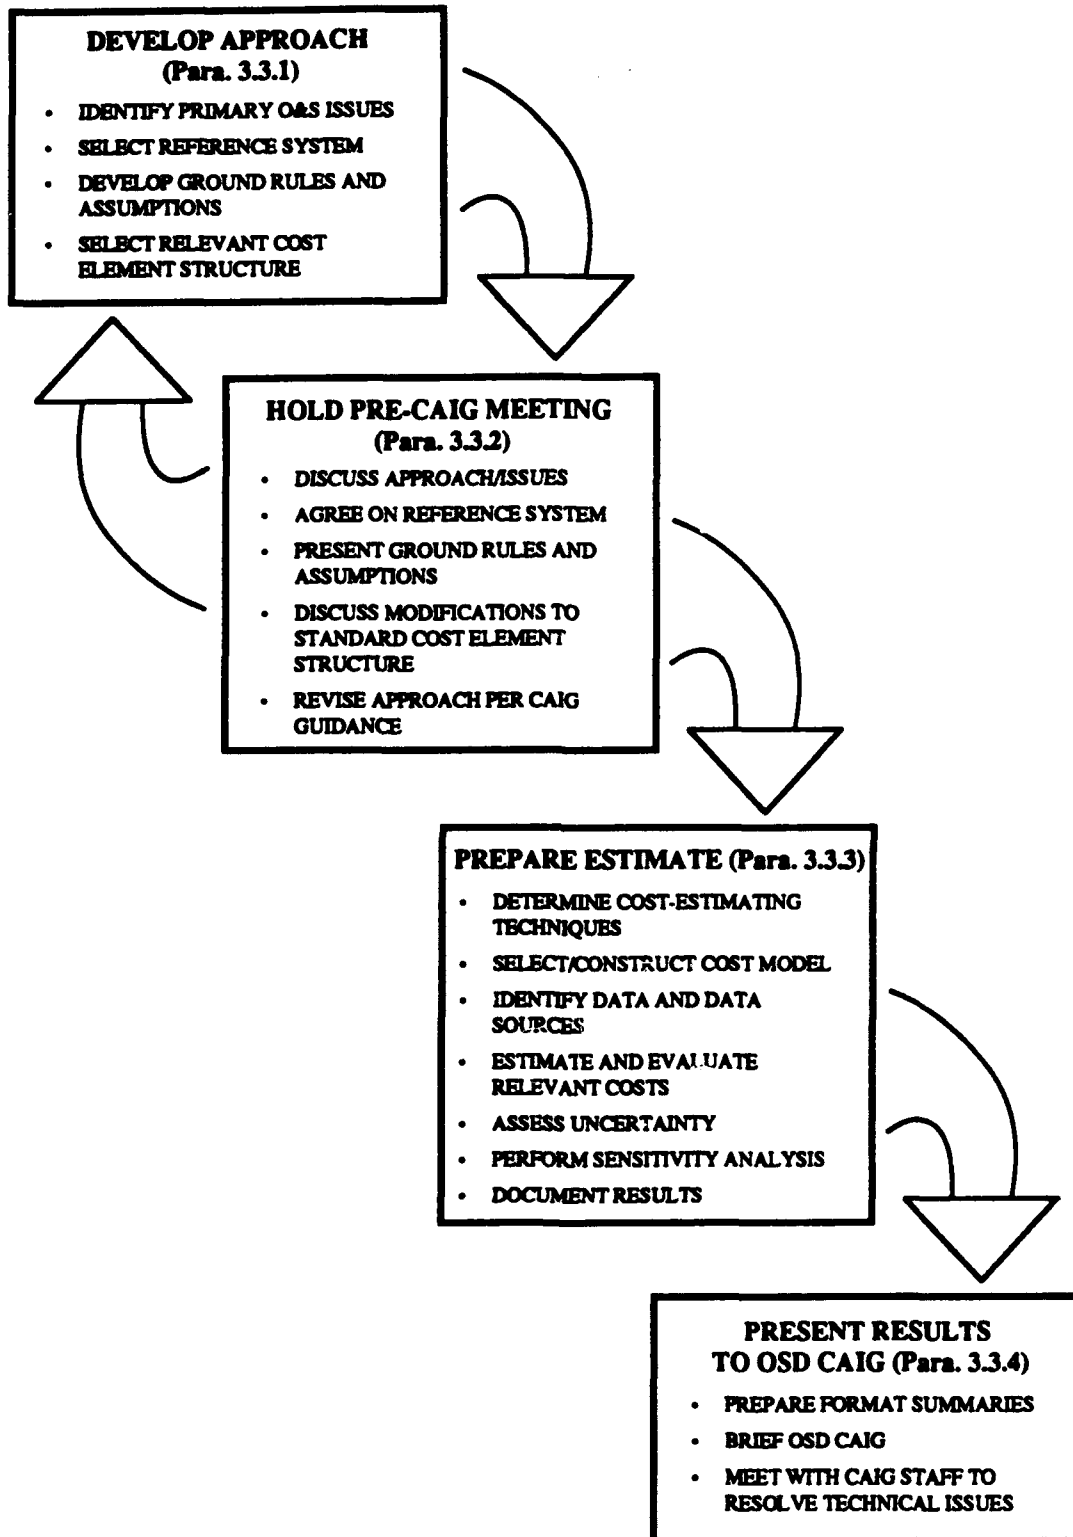 DEVELOP APPROACH
(Para. 3.3.1)
• IDENTIFY PRIMARY O&S ISSUES
• SELECT REFERENCE SYSTEM
• DEVELOP GROUND RULES AND
ASSUMPTIONS
• SELECT RELEVANT COST
ELEMENT STRUCTURE
HOLD PRE-CAIG MEETING
(Para. 3.3.2)
• DISCUSS APPROACH/ISSUES
• AGREE ON REFERENCE SYSTEM
• PRESENT GROUND RULES AND
ASSUMPTIONS
• DISCUSS MODIFICATIONS TO
STANDARD COST ELEMENT
STRUCTURE
• REVISE APPROACH PER CAIG
GUIDANCE
PREPARE ESTIMATE (Para. 3.3.3)
• DETERMINE COST-ESTIMATING
TECHNIQUES
• SELECT/CONSTRUCT COST MODEL
• IDENTIFY DATA AND DATA
SOURCES
• ESTIMATE AND EVALUATE
RELEVANT COSTS
• ASSESS UNCERTAINTY
• PERFORM SENSITIVITY ANALYSIS
• DOCUMENT RESULTS
PRESENT RESULTS
TO OSD CAIG (Para. 3.3.4)
• PREPARE FORMAT SUMMARIES
• BRIEF OSD CAIG
• MEET WITH CAIG STAFF TO
RESOLVE TECHNICAL ISSUES